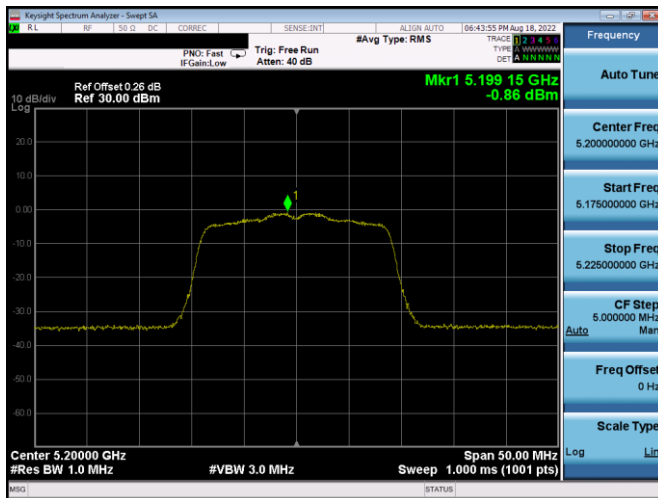 Keysight Spectrum Analyzer - Swept SA
RL RF 50 Ω DC CORREC SENSE:INT ALIGN AUTO 06:43:55 PM Aug 18, 2022
#Avg Type: RMS TRACE 1 2 3 4 5 6
PNO: Fast Trig: Free Run TYPE A WWWWW
IFGain:Low Atten: 40 dB DET A N N N N N
Frequency
Mkr1 5.199 15 GHz
Ref Offset 0.26 dB
10 dB/div Ref 30.00 dBm -0.86 dBm
Log
20.0
10.0
0.00
-10.0
-20.0
-30.0
-40.0
-50.0
-60.0
1
Center 5.20000 GHz Span 50.00 MHz
#Res BW 1.0 MHz #VBW 3.0 MHz Sweep 1.000 ms (1001 pts)
MSG STATUS
Auto Tune
Center Freq
5.200000000 GHz
Start Freq
5.175000000 GHz
Stop Freq
5.225000000 GHz
CF Step
5.000000 MHz
Auto Man
Freq Offset
0 Hz
Scale Type
Log Lin